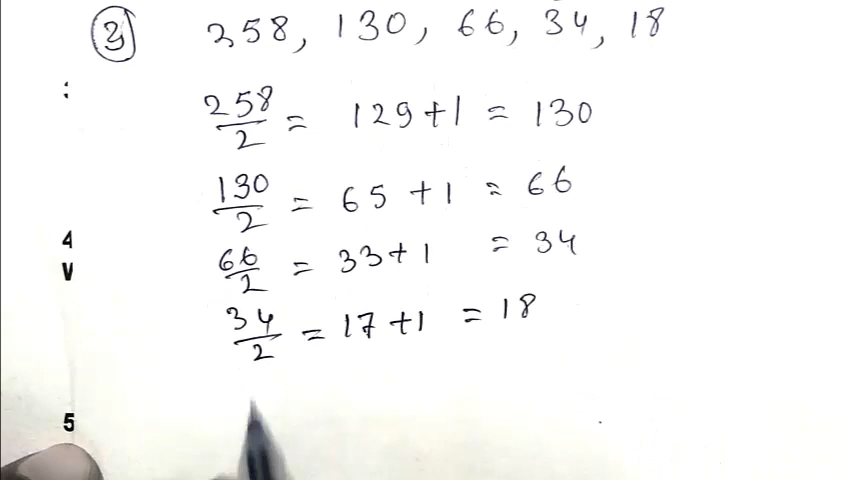 3) 258, 130, 66, 34, 18
:
258/2 = 129+1 = 130
130/2 = 65 +1 = 66
4
66/2 = 33+1 = 34
V
34/2 = 17+1 = 18
5